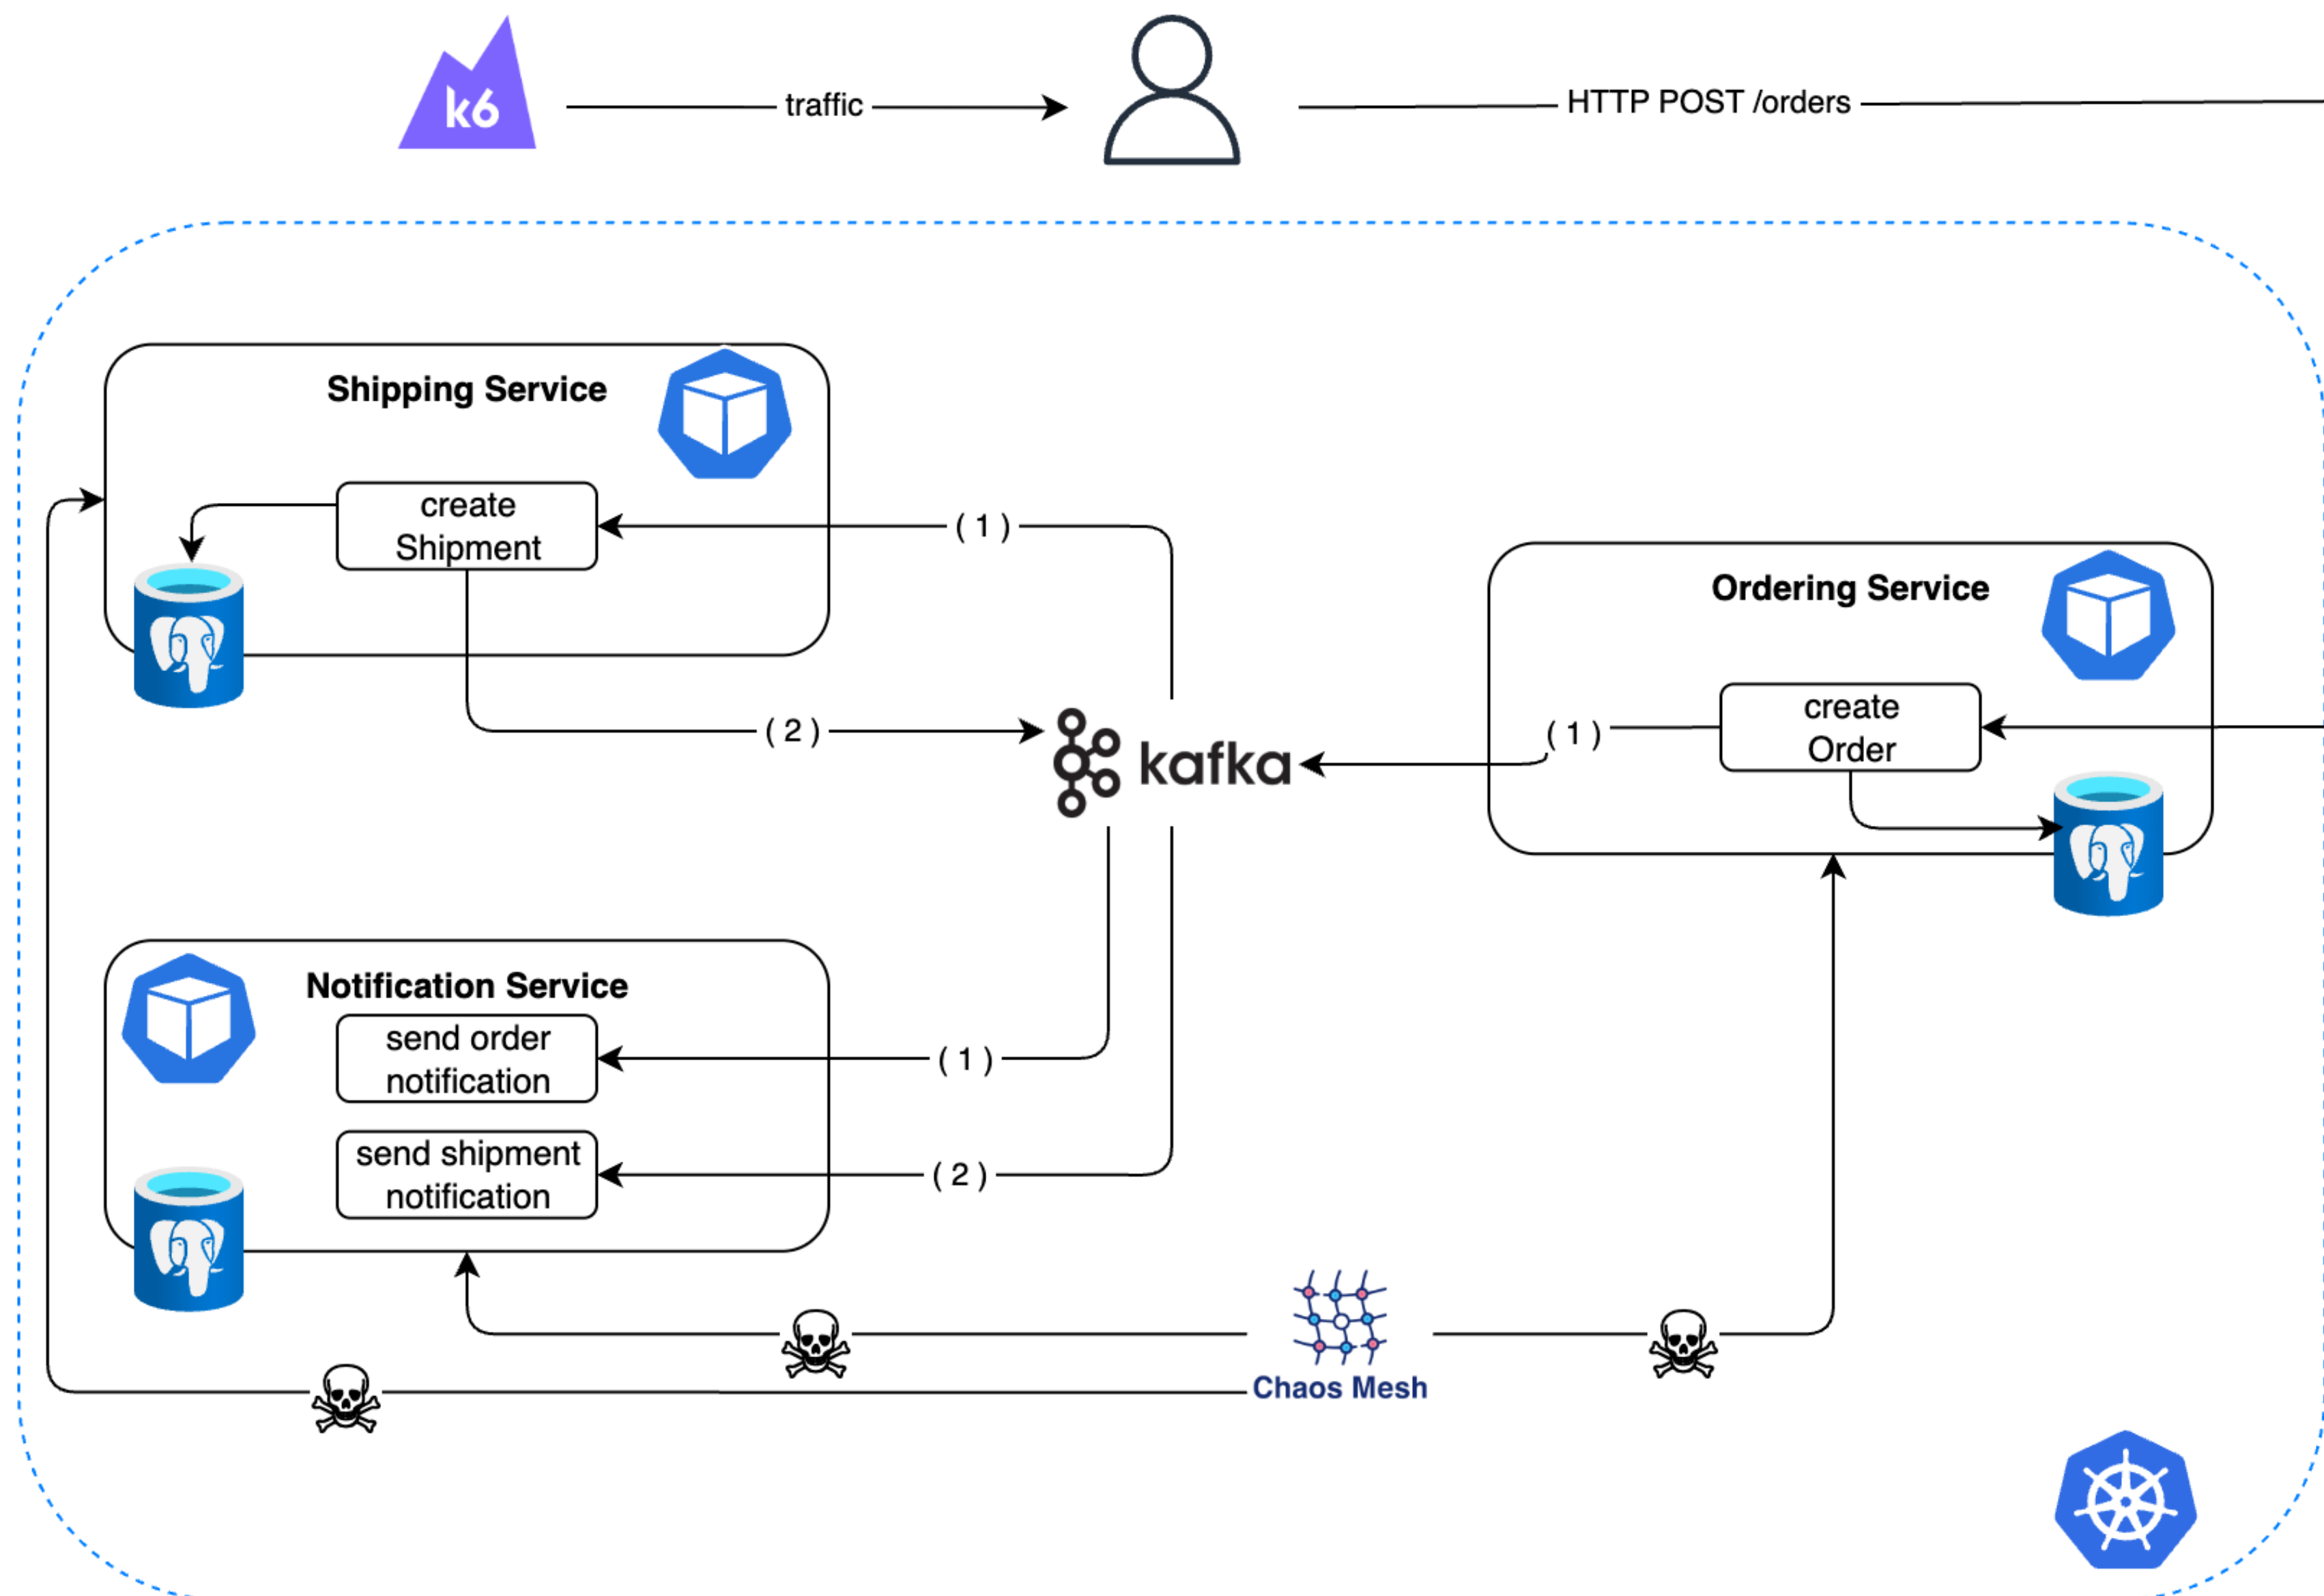 k6
traffic
HTTP POST /orders
Shipping Service
create
Shipment
( 1 )
( 2 )
kafka
Ordering Service
create
Order
( 1 )
Notification Service
send order
notification
( 1 )
send shipment
notification
( 2 )
Chaos Mesh